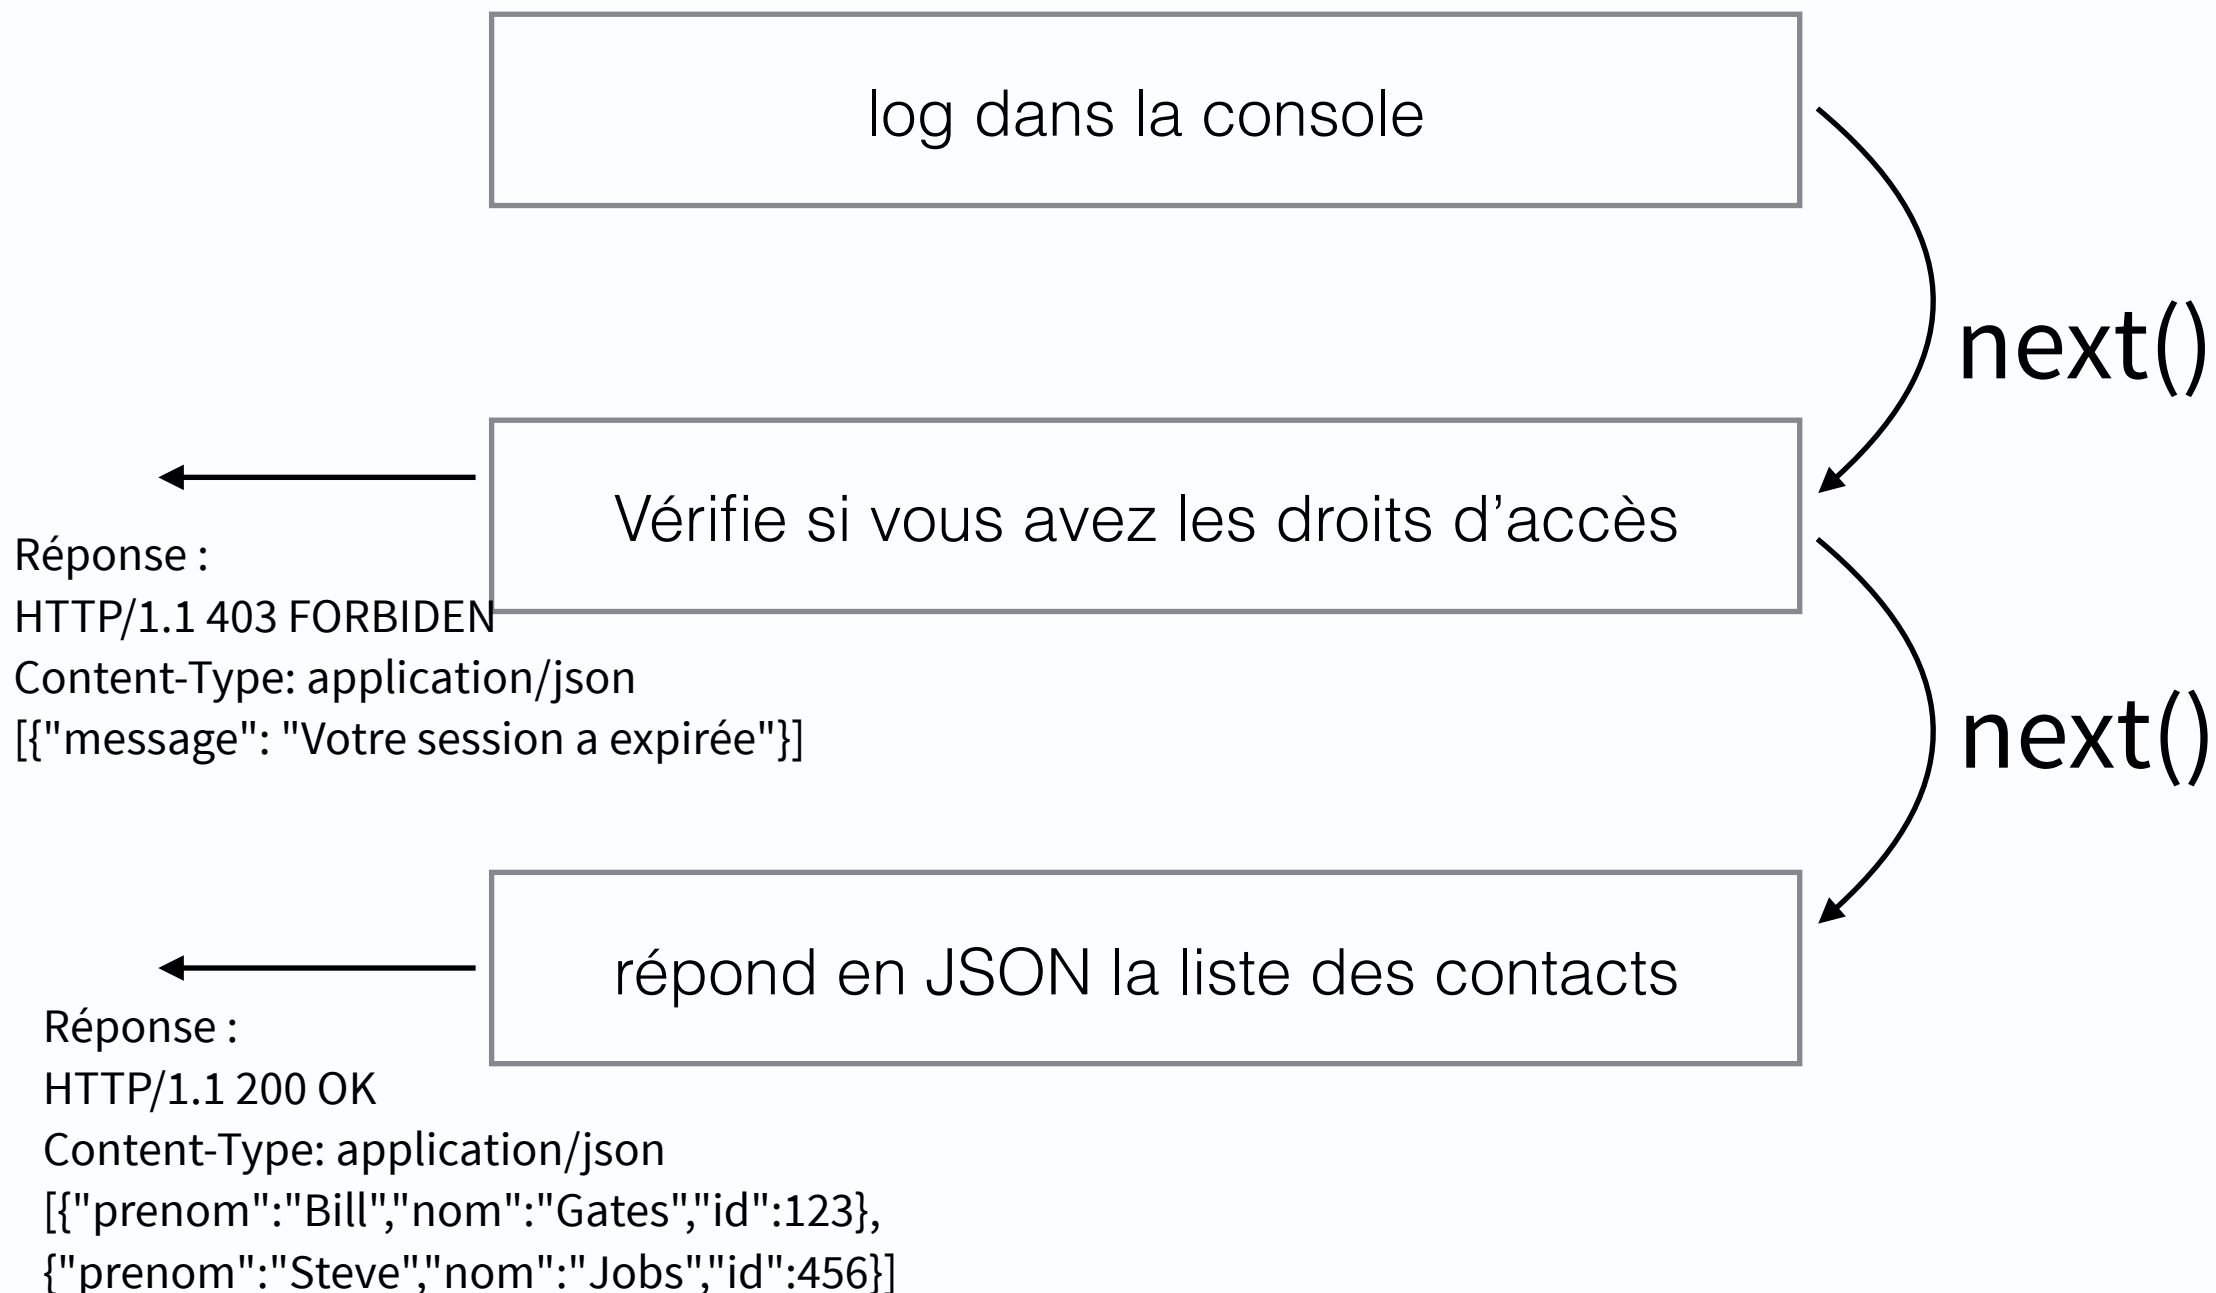 log dans la console
next()
Vérifie si vous avez les droits d’accès
Réponse :
HTTP/1.1 403 FORBIDEN
Content-Type: application/json
[{"message": "Votre session a expirée"}]
next()
répond en JSON la liste des contacts
Réponse :
HTTP/1.1 200 OK
Content-Type: application/json
[{"prenom":"Bill","nom":"Gates","id":123},
{"prenom":"Steve","nom":"Jobs","id":456}]